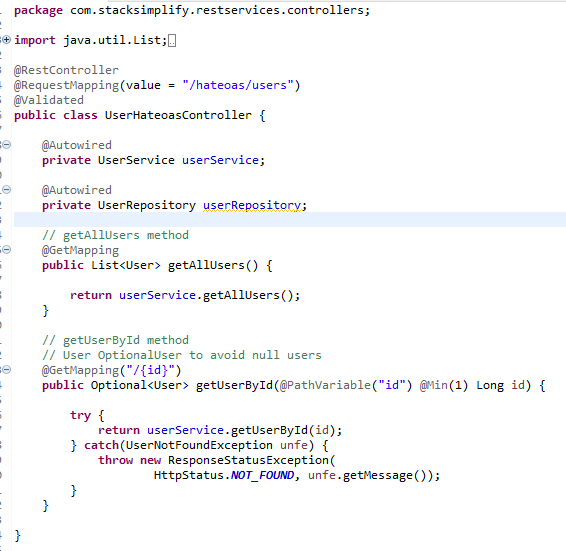 package com.stacksimplify.restservices.controllers;
import java.util.List;
@RestController
@RequestMapping(value = "/hateoas/users")
@Validated
public class UserHateoasController {
@Autowired
private UserService userService;
@Autowired
private UserRepository userRepository;
// getAllUsers method
@GetMapping
public List<User> getAllUsers() {
return userService.getAllUsers();
}
// getUserById method
// User OptionalUser to avoid null users
@GetMapping("/{id}")
public Optional<User> getUserById(@PathVariable("id") @Min(1) Long id) {
try {
return userService.getUserById(id);
} catch(UserNotFoundException unfe) {
throw new ResponseStatusException(
HttpStatus.NOT_FOUND, unfe.getMessage());
}
}
}